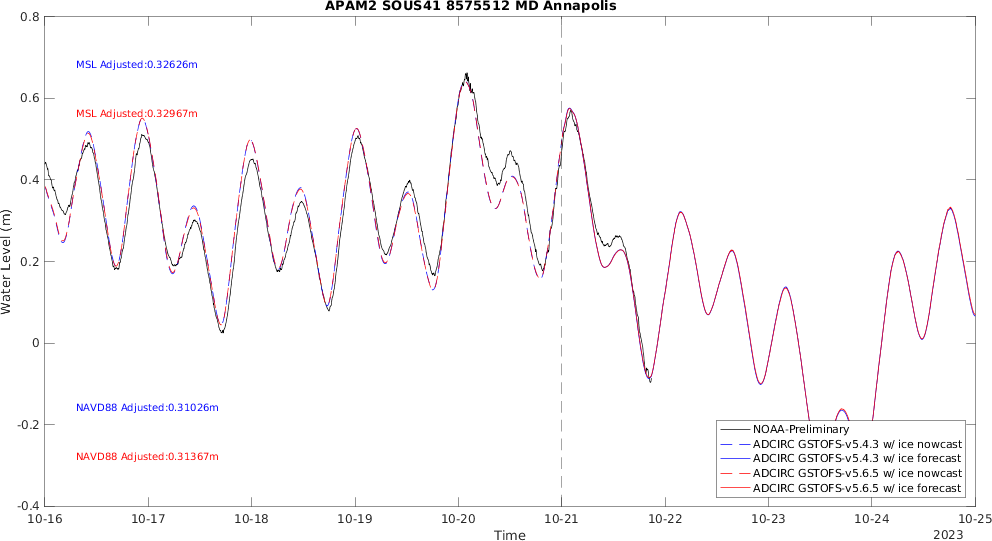 APAM2 SOUS41 8575512 MD Annapolis
0.8
0.6
0.4
0.2
0
-0.2
-0.4
Water Level (m)
MSL Adjusted:0.32626m
MSL Adjusted:0.32967m
NAVD88 Adjusted:0.31026m
NAVD88 Adjusted:0.31367m
NOAA-Preliminary
ADCIRC GSTOFS-v5.4.3 w/ ice nowcast
ADCIRC GSTOFS-v5.4.3 w/ ice forecast
ADCIRC GSTOFS-v5.6.5 w/ ice nowcast
ADCIRC GSTOFS-v5.6.5 w/ ice forecast
10-16 10-17 10-18 10-19 10-20 10-21 10-22 10-23 10-24 10-25
Time
2023